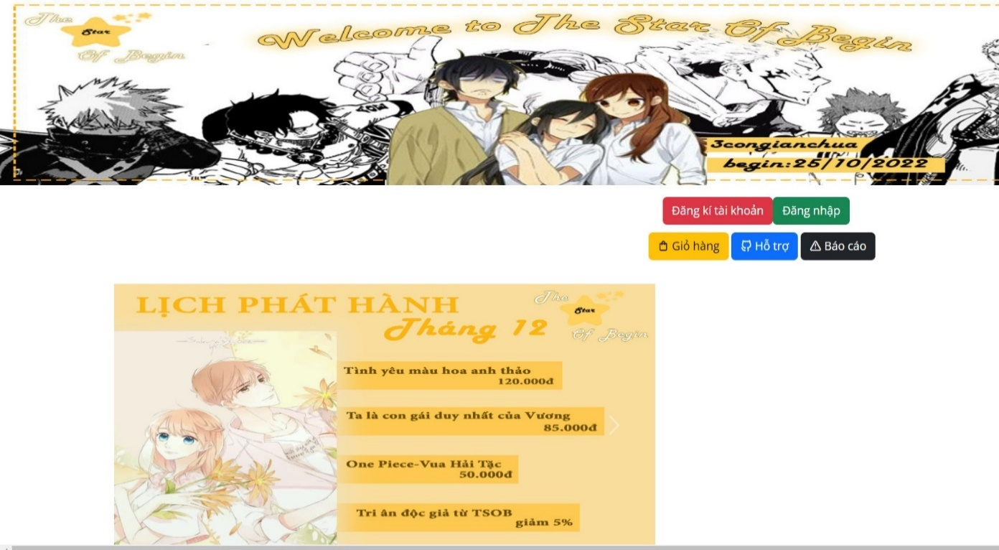 The
Star
Of Begin
Welcome to The Star Of Begin
3congianchua
begin:25/10/2022
Đăng kí tài khoản Đăng nhập
Giỏ hàng Hỗ trợ Báo cáo
LỊCH PHÁT HÀNH
Tháng 12
The
Star
Of Begin
Tình yêu màu hoa anh thảo
120.000đ
Ta là con gái duy nhất của Vương
85.000đ
One Piece-Vua Hải Tặc
50.000đ
Tri ân độc giả từ TSOB
giảm 5%